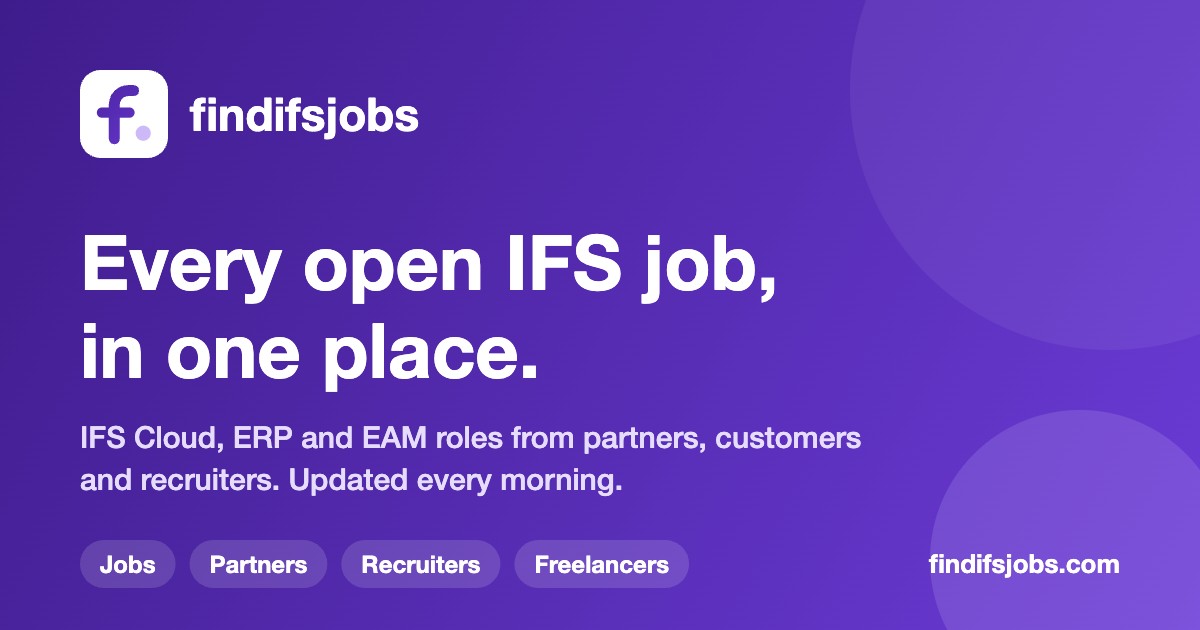 f.
findifsjobs
Every open IFS job,
in one place.
IFS Cloud, ERP and EAM roles from partners, customers
and recruiters. Updated every morning.
Jobs Partners Recruiters Freelancers
findifsjobs.com